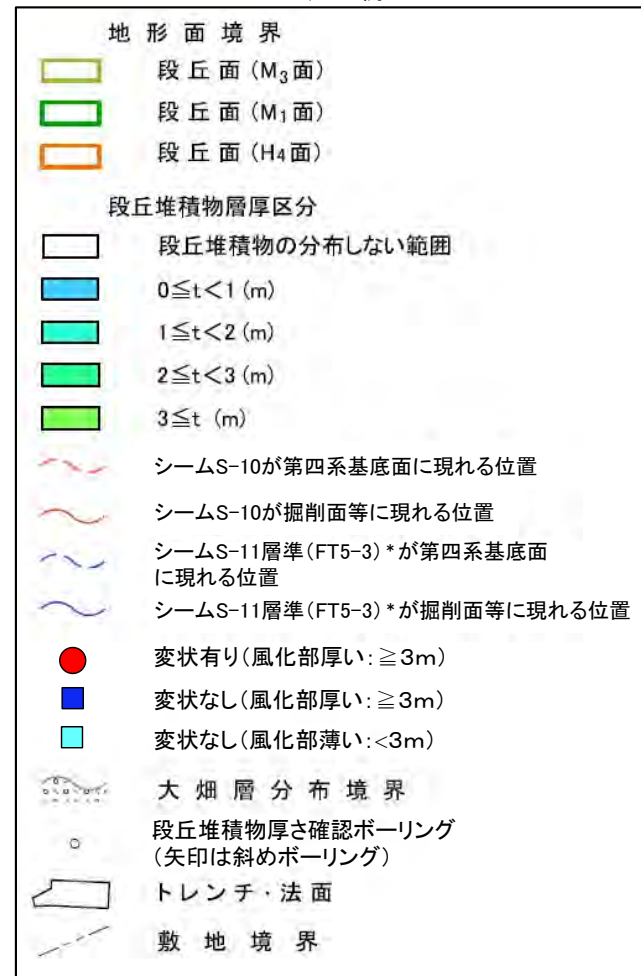 地形面境界
段丘面(M₃面)
段丘面(M₁面)
段丘面(H₄面)
段丘堆積物層厚区分
段丘堆積物の分布しない範囲
0≦t<1 (m)
1≦t<2 (m)
2≦t<3 (m)
3≦t (m)
シームS-10が第四系基底面に現れる位置
シームS-10が掘削面等に現れる位置
シームS-11層準(FT5-3)*が第四系基底面
に現れる位置
シームS-11層準(FT5-3)*が掘削面等に現れる位置
変状有り(風化部厚い:≧3m)
変状なし(風化部厚い:≧3m)
変状なし(風化部薄い:<3m)
大畑層分布境界
段丘堆積物厚さ確認ボーリング
(矢印は斜めボーリング)
トレンチ・法面
敷地境界